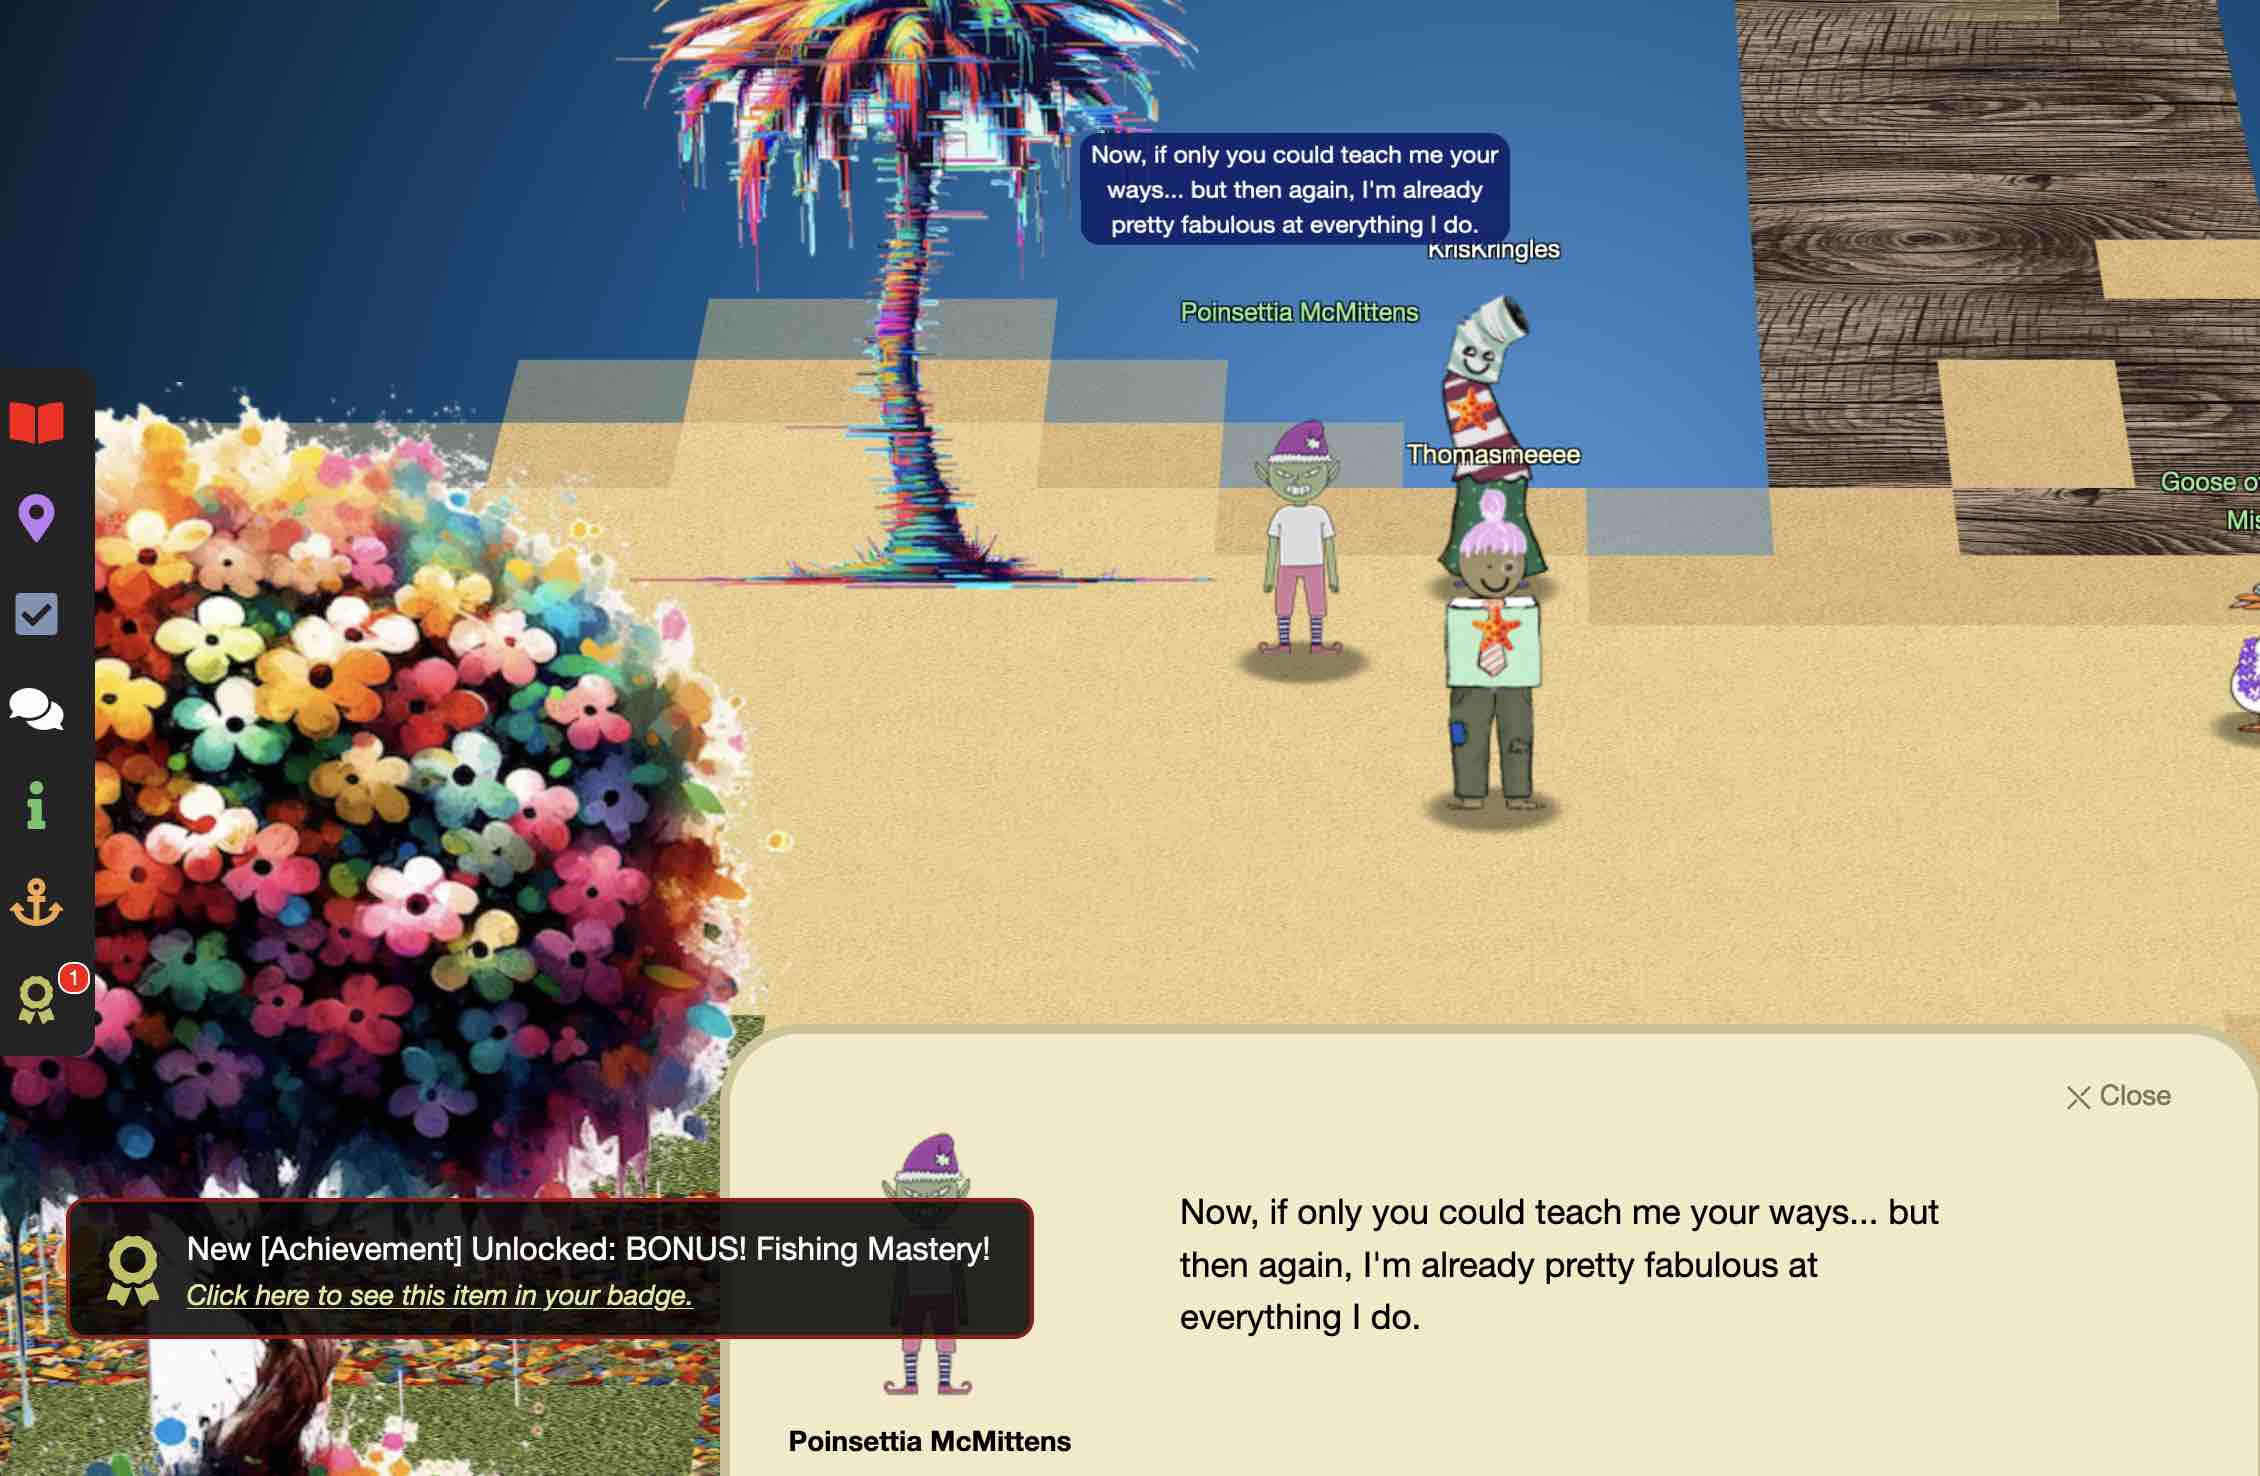 Now, if only you could teach me your
ways... but then again, I'm already
pretty fabulous at everything I do.
KrisKringles
Poinsettia McMittens
Thomasmeeee
Goose of
Mis
1
Close
Now, if only you could teach me your ways... but
then again, I'm already pretty fabulous at
everything I do.
New [Achievement] Unlocked: BONUS! Fishing Mastery!
Click here to see this item in your badge.
Poinsettia McMittens